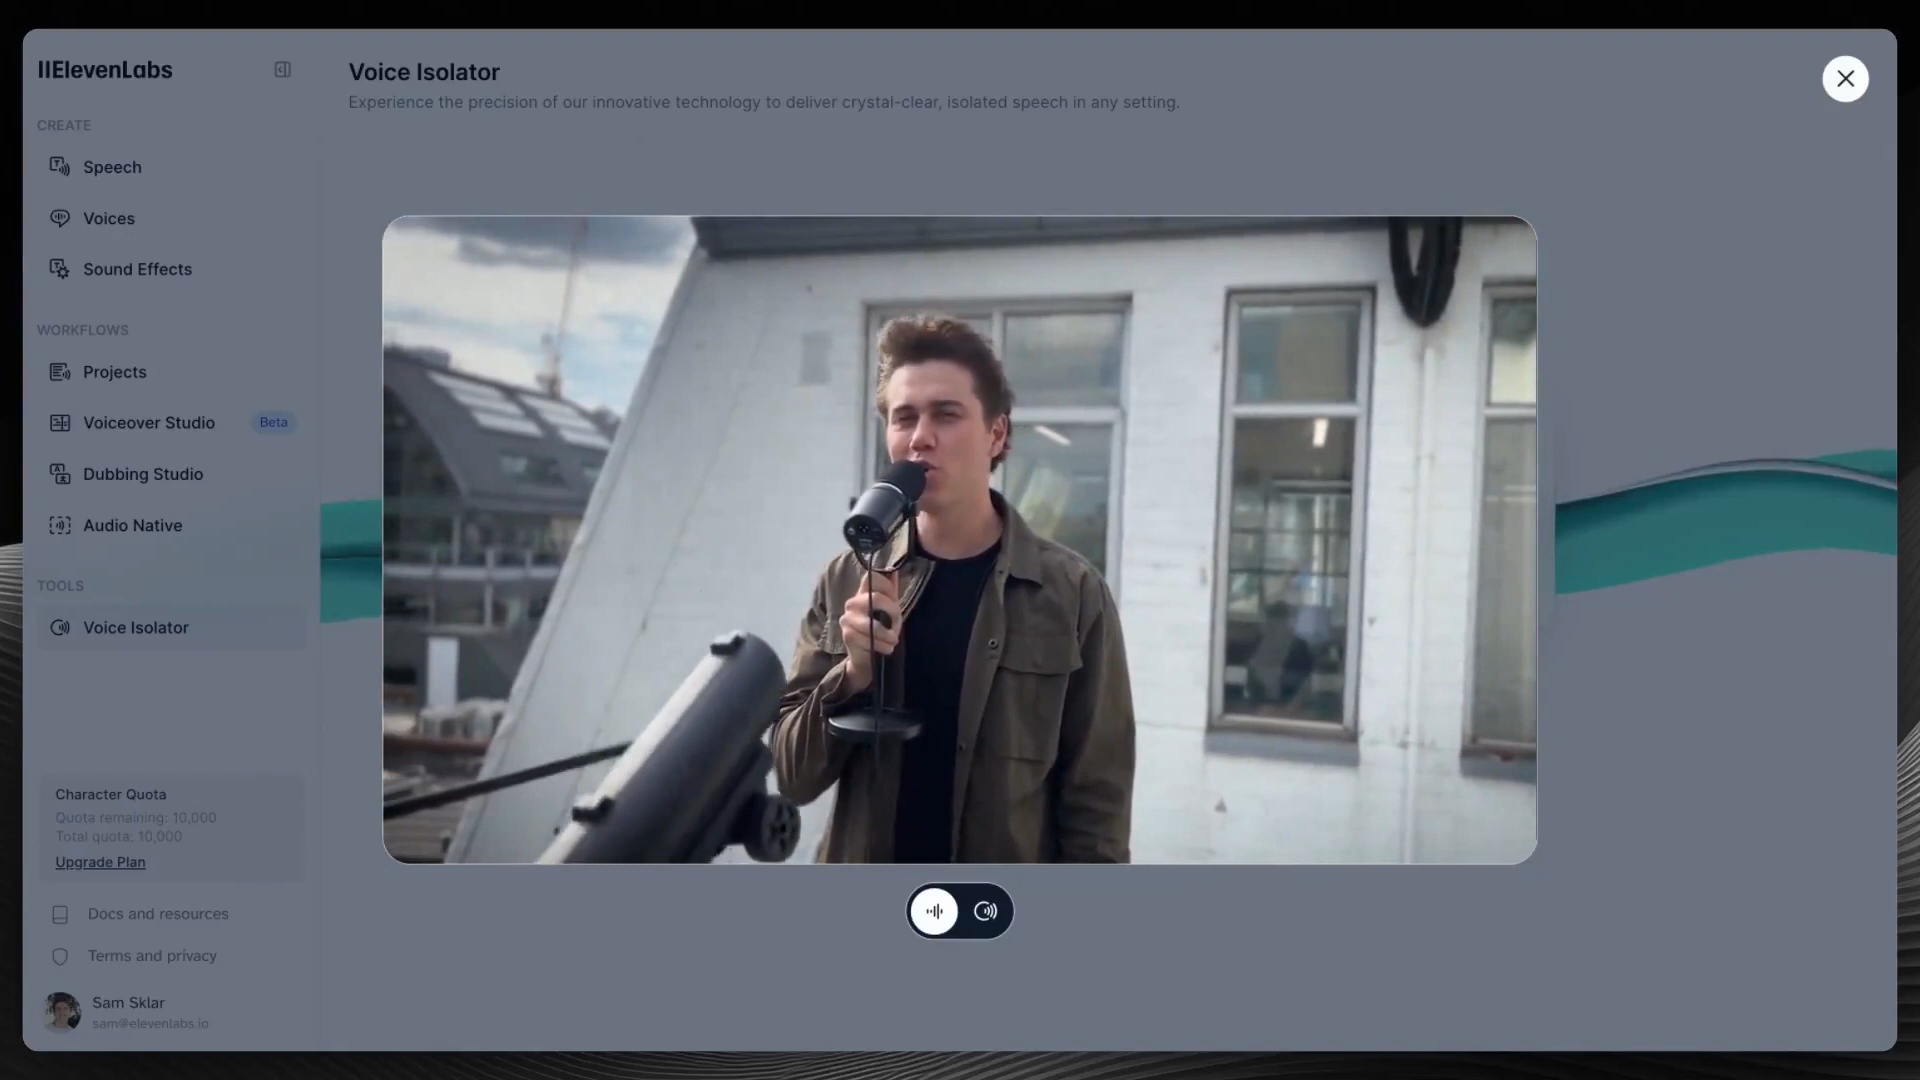 IIElevenLabs
Voice Isolator
Experience the precision of our innovative technology to deliver crystal-clear, isolated speech in any setting.
CREATE
Speech
Voices
Sound Effects
WORKFLOWS
Projects
Voiceover Studio Beta
Dubbing Studio
Audio Native
TOOLS
Voice Isolator
Character Quota
Quota remaining: 10,000
Total quota: 10,000
Upgrade Plan
Docs and resources
Terms and privacy
Sam Sklar
sam@elevenlabs.io